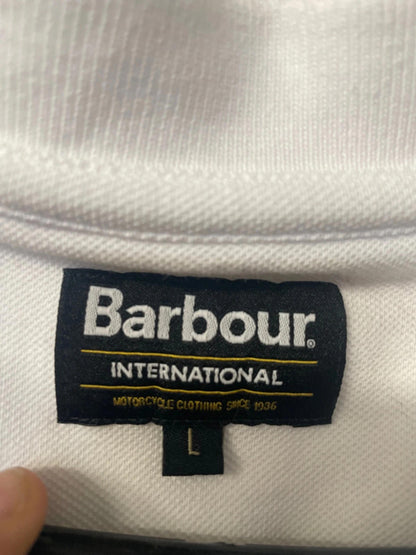 Barbour®
INTERNATIONAL
MOTORCYCLE CLOTHING SINCE 1936
L